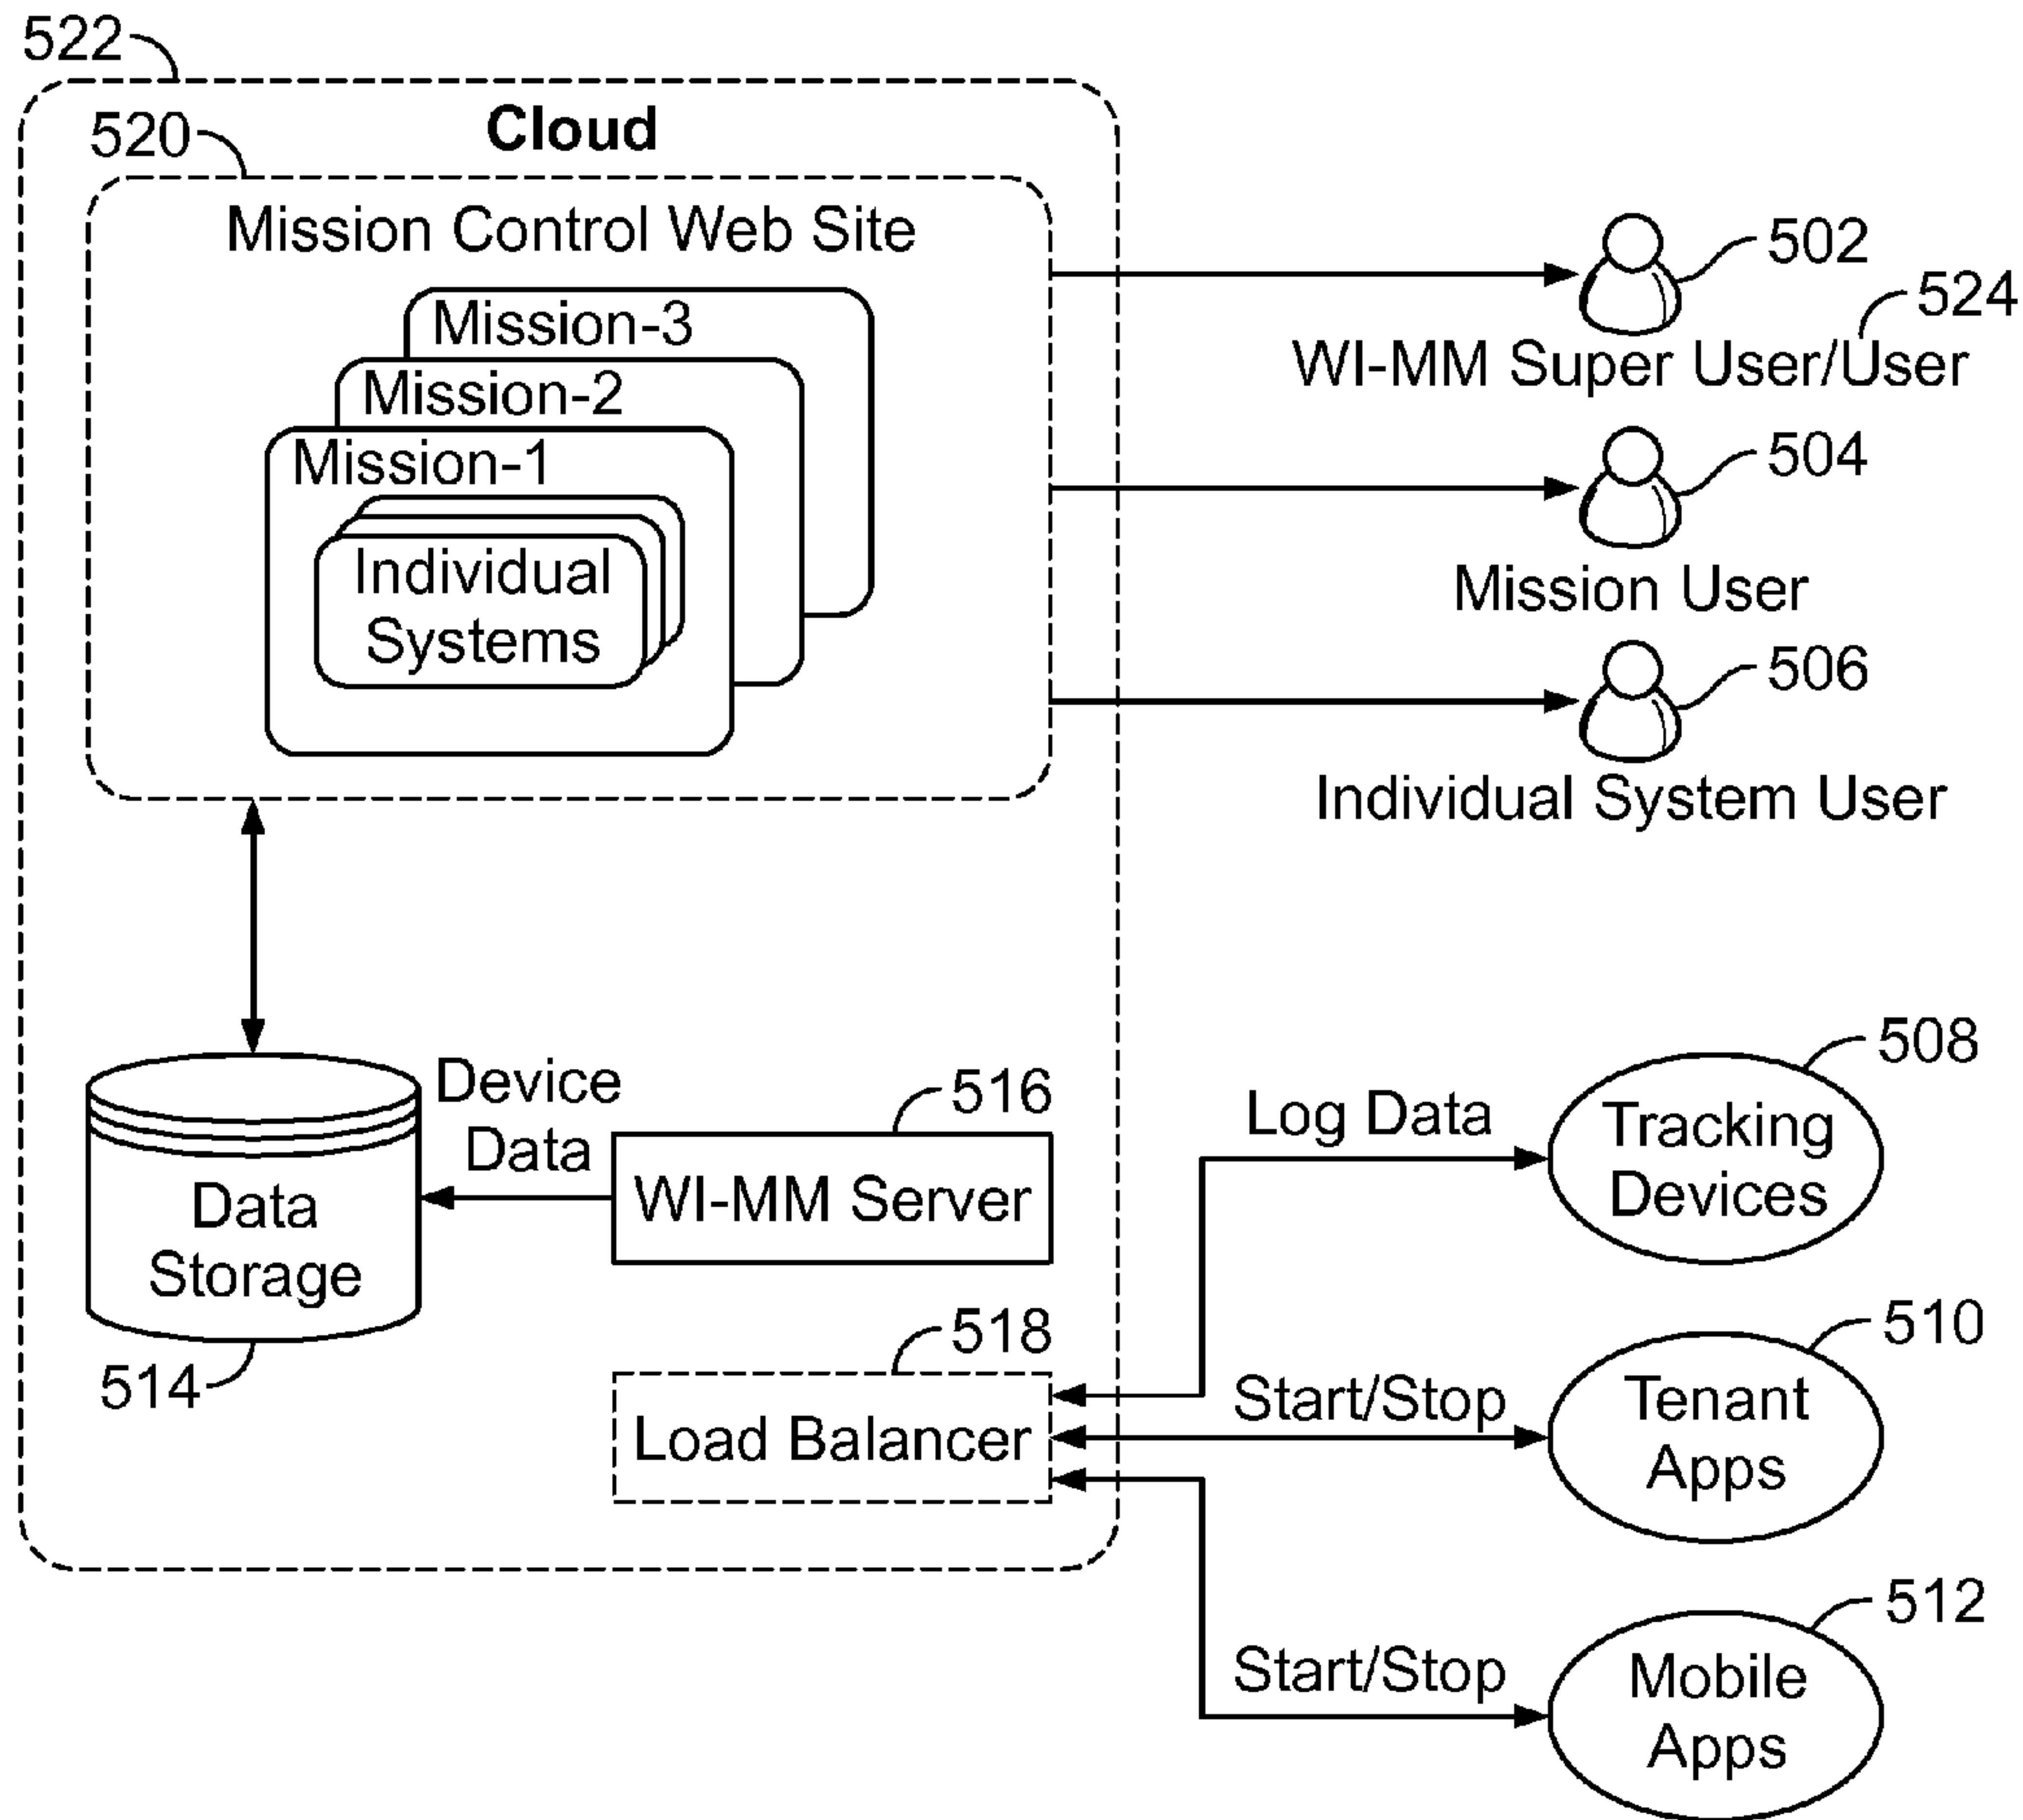 522
Cloud
520
Mission Control Web Site
Mission-3
Mission-2
Mission-1
Individual
Systems
502
524
WI-MM Super User/User
504
Mission User
506
Individual System User
Device
Data
516
WI-MM Server
Data
Storage
514
518
Load Balancer
508
Log Data
Tracking
Devices
510
Start/Stop
Tenant
Apps
512
Start/Stop
Mobile
Apps